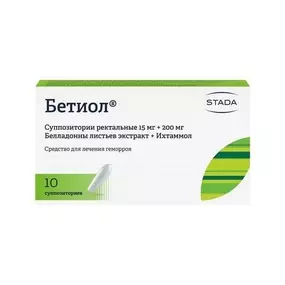 Бетиол®
STADA
Суппозитории ректальные 15 мг + 200 мг
Белладонны листьев экстракт + Ихтаммол
Средство для лечения геморроя
10
суппозиториев